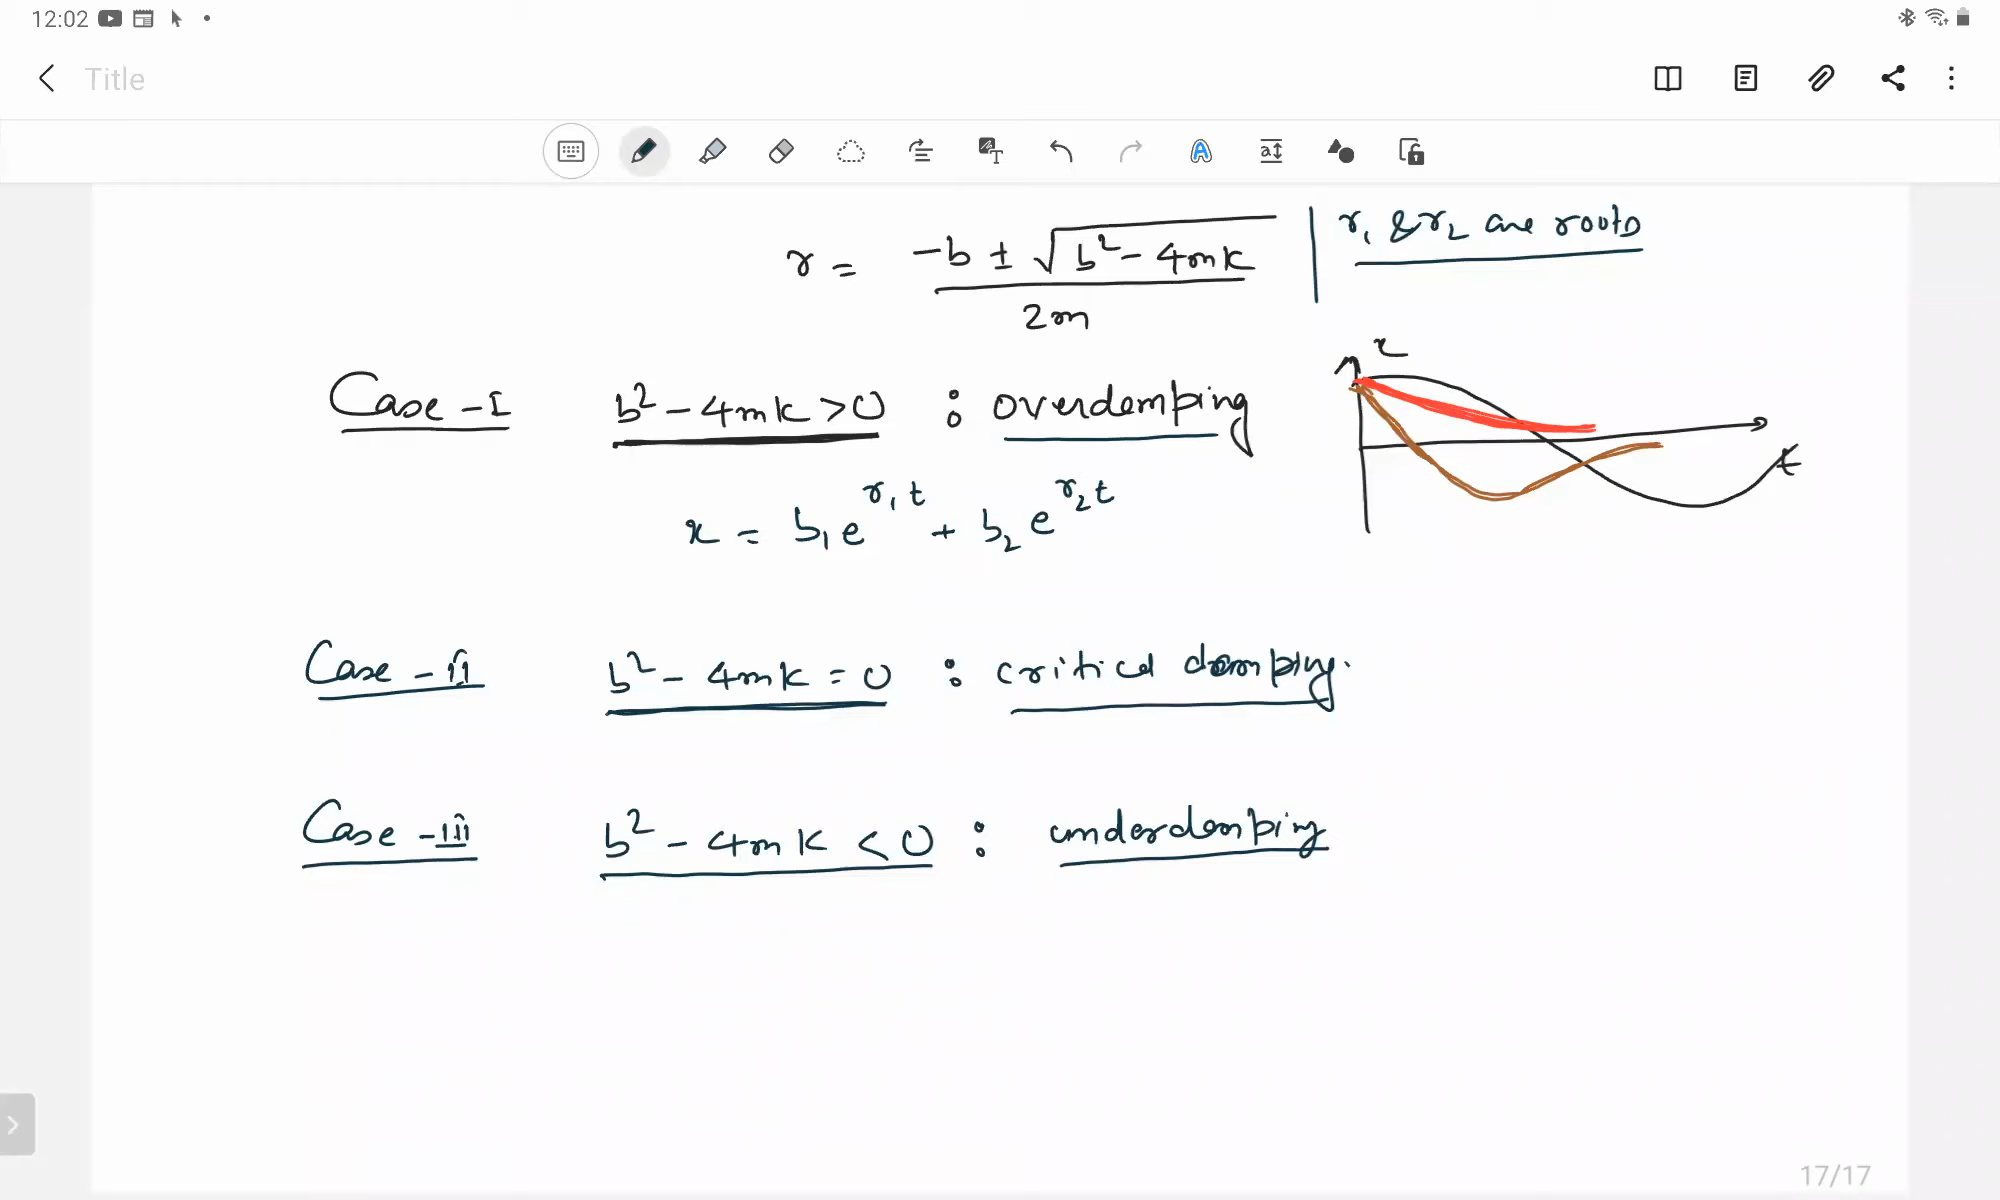 12:02
Title
r = -b ± √b² - 4mk / 2m | r₁ & r₂ are roots
x
Case - I b² - 4mk > 0 : overdamping
t
x = b₁e^r₁t + b₂e^r₂t
Case - II b² - 4mk = 0 : critical damping.
Case - III b² - 4mk < 0 : underdamping
17/17